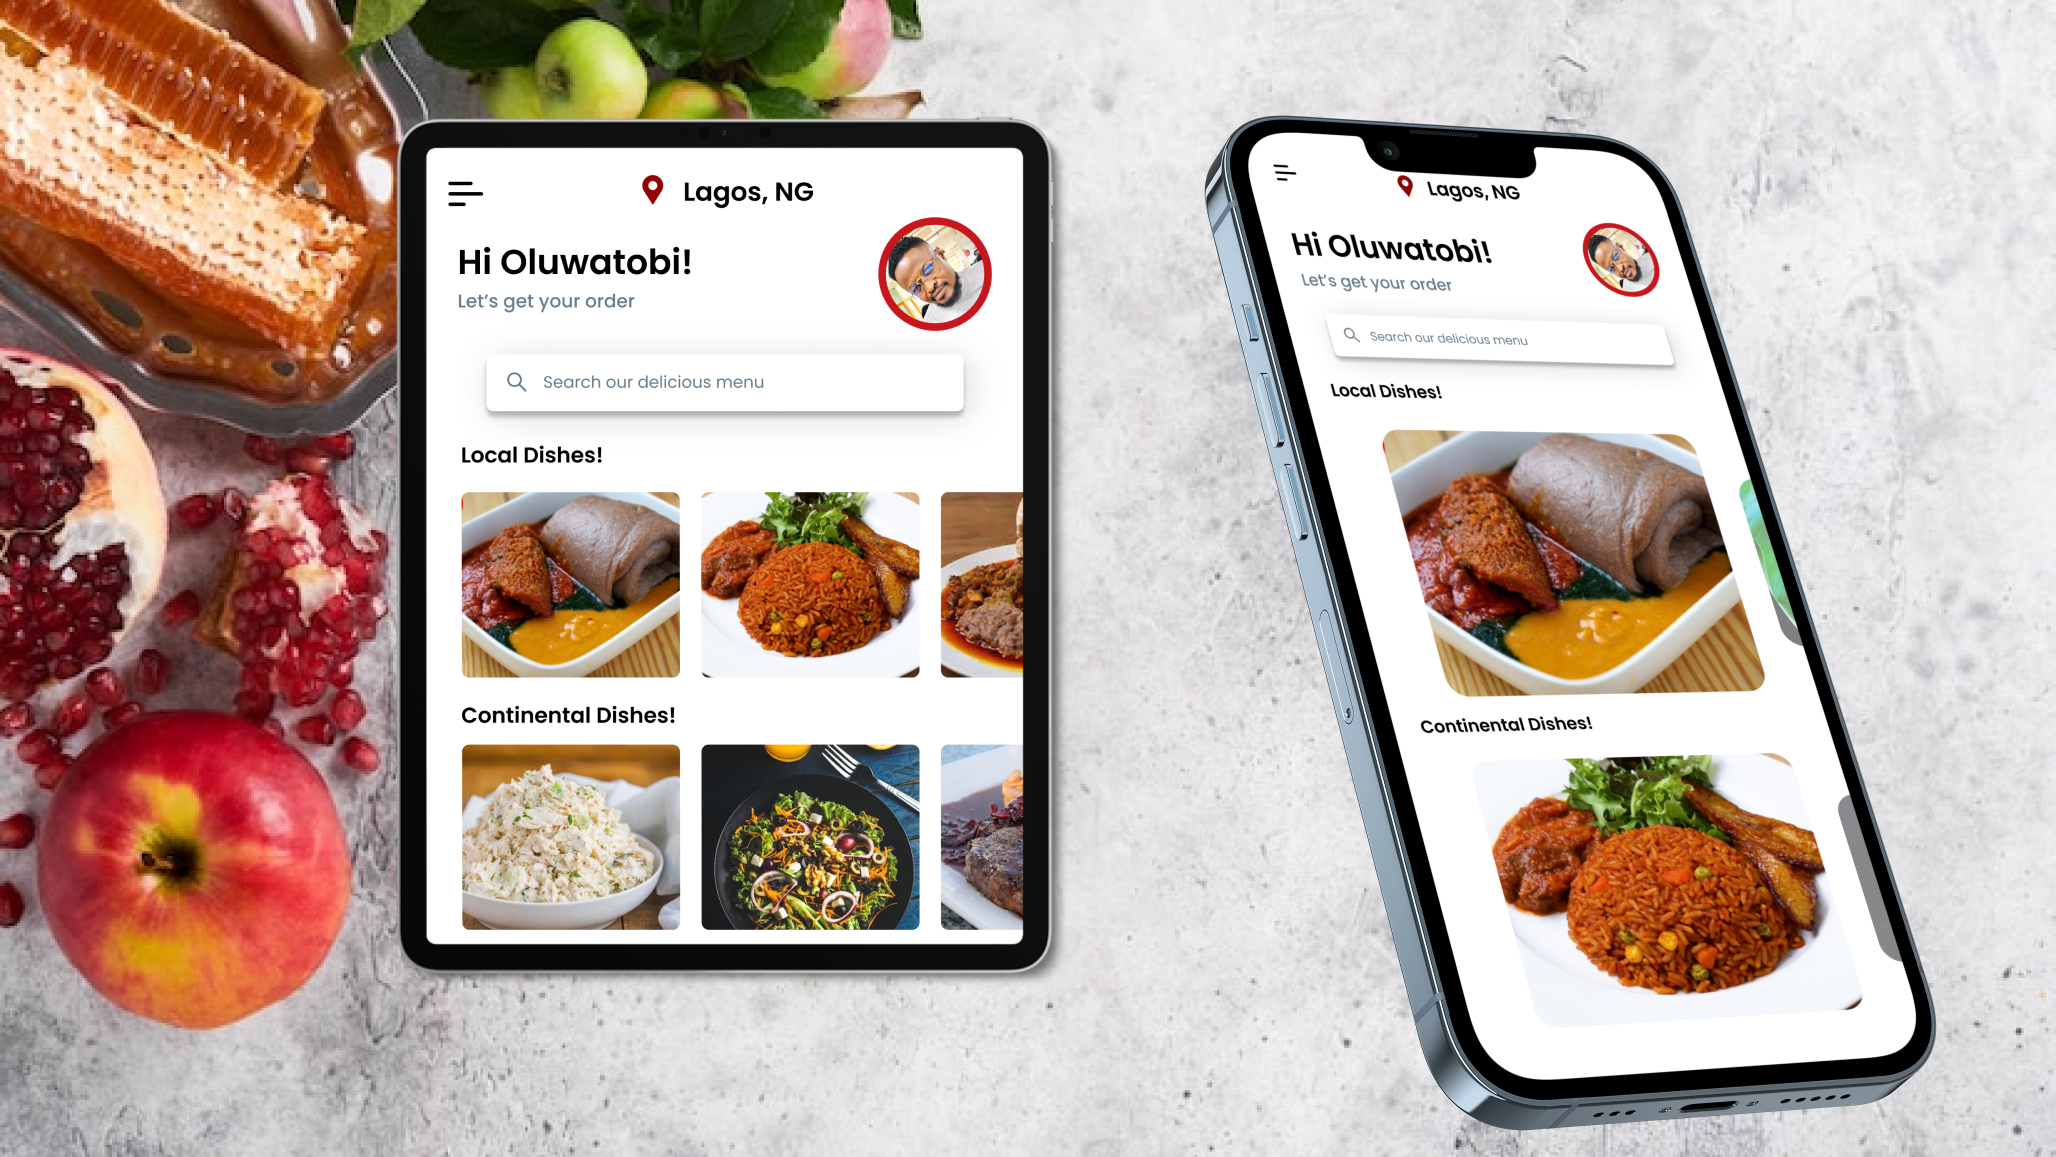 Lagos, NG
Hi Oluwatobi!
Let's get your order
Search our delicious menu
Local Dishes!
Continental Dishes!
Lagos, NG
Hi Oluwatobi!
Let's get your order
Search our delicious menu
Local Dishes!
Continental Dishes!